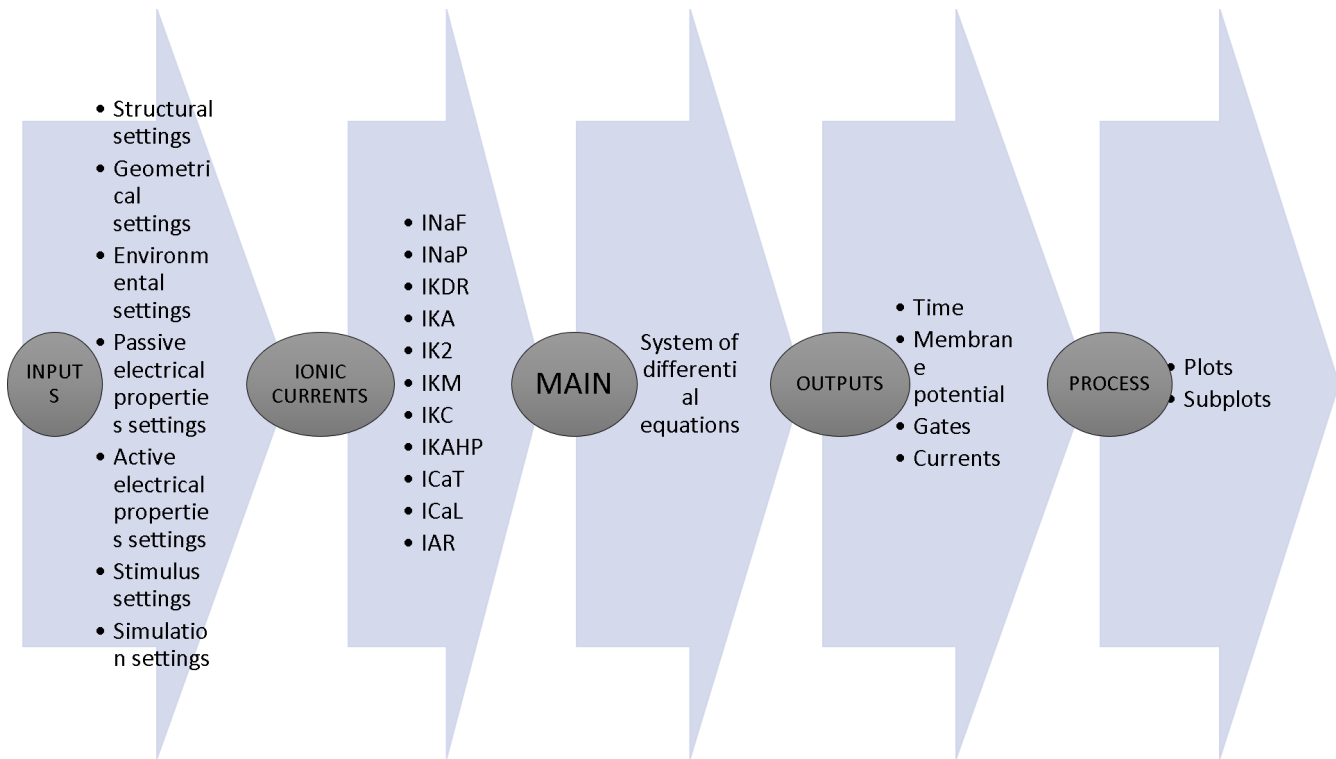 INPUT
S
• Structural
settings
• Geometri
cal
settings
• Environm
ental
settings
• Passive
electrical
propertie
s settings
• Active
electrical
propertie
s settings
• Stimulus
settings
• Simulatio
n settings
IONIC
CURRENTS
• INaF
• INaP
• IKDR
• IKA
• IK2
• IKM
• IKC
• IKAHP
• ICaT
• ICaL
• IAR
MAIN
System of
differenti
al
equations
OUTPUTS
• Time
• Membran
e
potential
• Gates
• Currents
PROCESS
• Plots
• Subplots